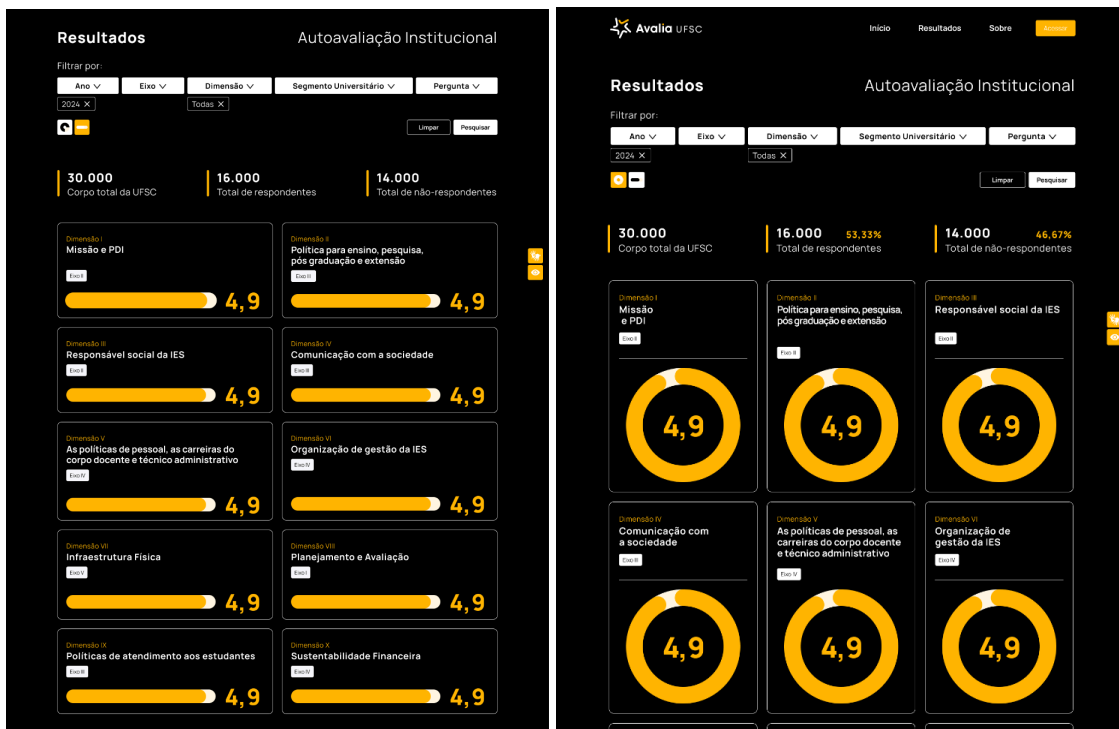 Resultados
Autoavaliação Institucional
Filtrar por:
Ano
Eixo
Dimensão
Segmento Universitário
Pergunta
2024 X
Todas X
Limpar
Pesquisar
30.000
Corpo total da UFSC
16.000
Total de respondentes
14.000
Total de não-respondentes
Dimensão I
Missão e PDI
Eixo II
4,9
Dimensão II
Política para ensino, pesquisa,
pós graduação e extensão
Eixo III
4,9
Dimensão III
Responsável social da IES
Eixo II
4,9
Dimensão IV
Comunicação com a sociedade
Eixo III
4,9
Dimensão V
As políticas de pessoal, as carreiras do
corpo docente e técnico administrativo
Eixo IV
4,9
Dimensão VI
Organização de gestão da IES
Eixo IV
4,9
Dimensão VII
Infraestrutura Física
Eixo V
4,9
Dimensão VIII
Planejamento e Avaliação
Eixo I
4,9
Dimensão IX
Políticas de atendimento aos estudantes
Eixo III
4,9
Dimensão X
Sustentabilidade Financeira
Eixo IV
4,9
Avalia UFSC
Início
Resultados
Sobre
Acessar
Resultados
Autoavaliação Institucional
Filtrar por:
Ano
Eixo
Dimensão
Segmento Universitário
Pergunta
2024 X
Todas X
Limpar
Pesquisar
30.000
Corpo total da UFSC
16.000 53,33%
Total de respondentes
14.000 46,67%
Total de não-respondentes
Dimensão I
Missão
e PDI
Eixo II
4,9
Dimensão II
Política para ensino, pesquisa,
pós graduação e extensão
Eixo III
4,9
Dimensão III
Responsável social da IES
Eixo II
4,9
Dimensão IV
Comunicação com
a sociedade
Eixo III
4,9
Dimensão V
As políticas de pessoal, as
carreiras do corpo docente
e técnico administrativo
Eixo IV
4,9
Dimensão VI
Organização de
gestão da IES
Eixo IV
4,9